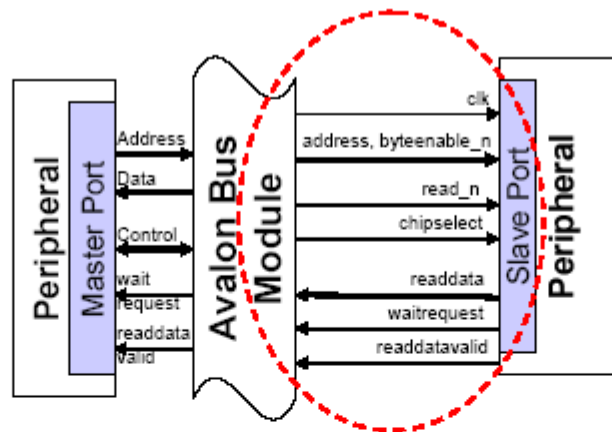 Peripheral
Master Port
Address
Data
Control
wait
request
readdata
valid
Avalon Bus
Module
clk
address, byteenable_n
read_n
chipselect
readdata
waitrequest
readdatavalid
Slave Port
Peripheral